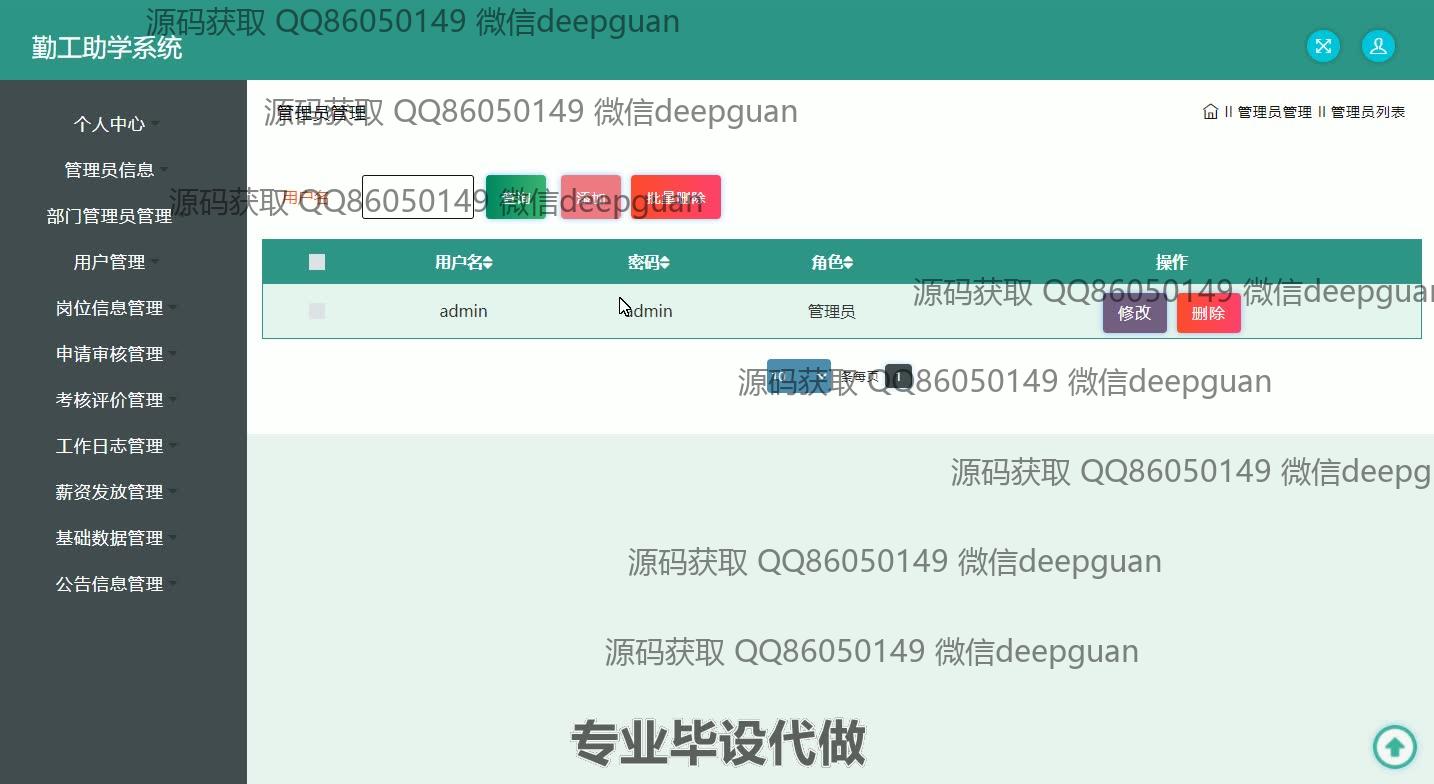 源码获取 QQ86050149 微信deepguan
勤工助学系统
源码获取 QQ86050149 微信deepguan
管理员管理
管理员管理
管理员列表
个人中心
管理员信息
部门管理员管理
用户管理
岗位信息管理
申请审核管理
考核评价管理
工作日志管理
薪资发放管理
基础数据管理
公告信息管理
源码获取 QQ86050149 微信deepguan
用户名
查询
添加
批量删除
用户名 密码 角色 操作
源码获取 QQ86050149 微信deepguan
admin admin 管理员 修改 删除
10 条每页 1
源码获取 QQ86050149 微信deepguan
源码获取 QQ86050149 微信deepg
源码获取 QQ86050149 微信deepguan
源码获取 QQ86050149 微信deepguan
专业毕设代做